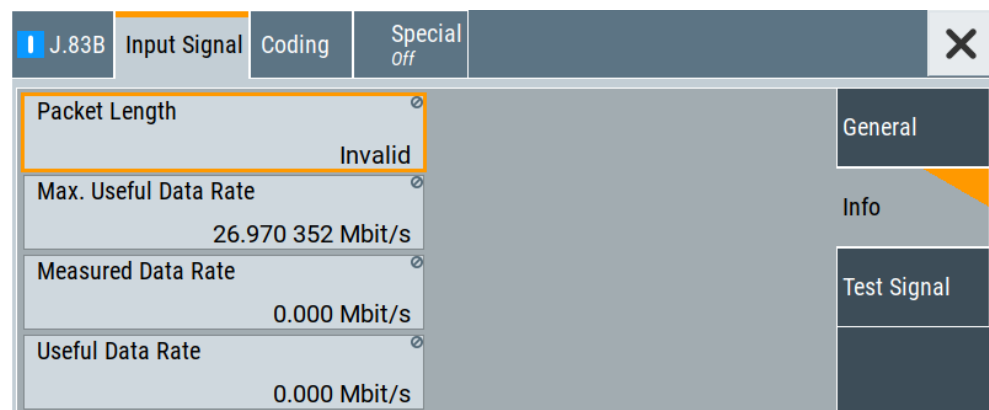 J.83B
Input Signal
Coding
Special
Off
Packet Length
Invalid
Max. Useful Data Rate
26.970 352 Mbit/s
Measured Data Rate
0.000 Mbit/s
Useful Data Rate
0.000 Mbit/s
General
Info
Test Signal